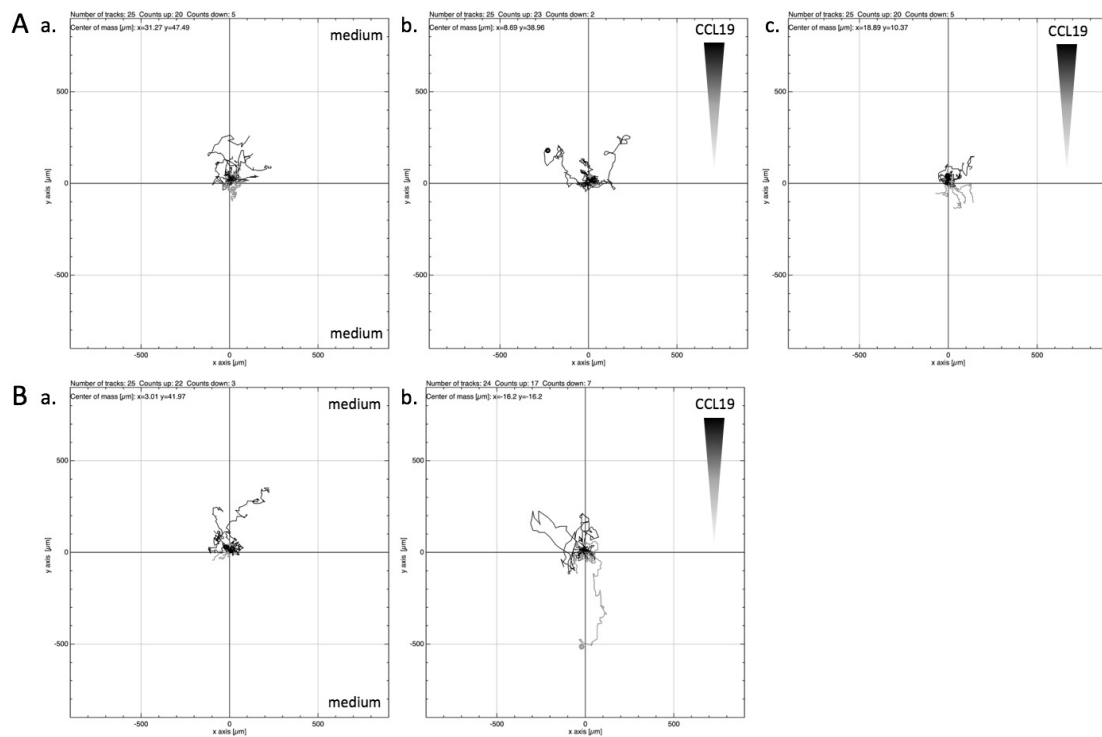 A a.
Number of tracks: 25 Counts up: 20 Counts down: 5
Center of mass [µm]: x=31.27 y=47.49
medium
500
0
-500
y axis [µm]
-500 0 500
x axis [µm]
medium
b.
Number of tracks: 25 Counts up: 23 Counts down: 2
Center of mass [µm]: x=8.69 y=38.96
CCL19
500
0
-500
y axis [µm]
-500 0 500
x axis [µm]
c.
Number of tracks: 25 Counts up: 20 Counts down: 5
Center of mass [µm]: x=18.89 y=10.37
CCL19
500
0
-500
y axis [µm]
-500 0 500
x axis [µm]
B a.
Number of tracks: 25 Counts up: 22 Counts down: 3
Center of mass [µm]: x=3.01 y=41.97
medium
500
0
-500
y axis [µm]
-500 0 500
x axis [µm]
medium
b.
Number of tracks: 24 Counts up: 17 Counts down: 7
Center of mass [µm]: x=-16.2 y=-16.2
CCL19
500
0
-500
y axis [µm]
-500 0 500
x axis [µm]